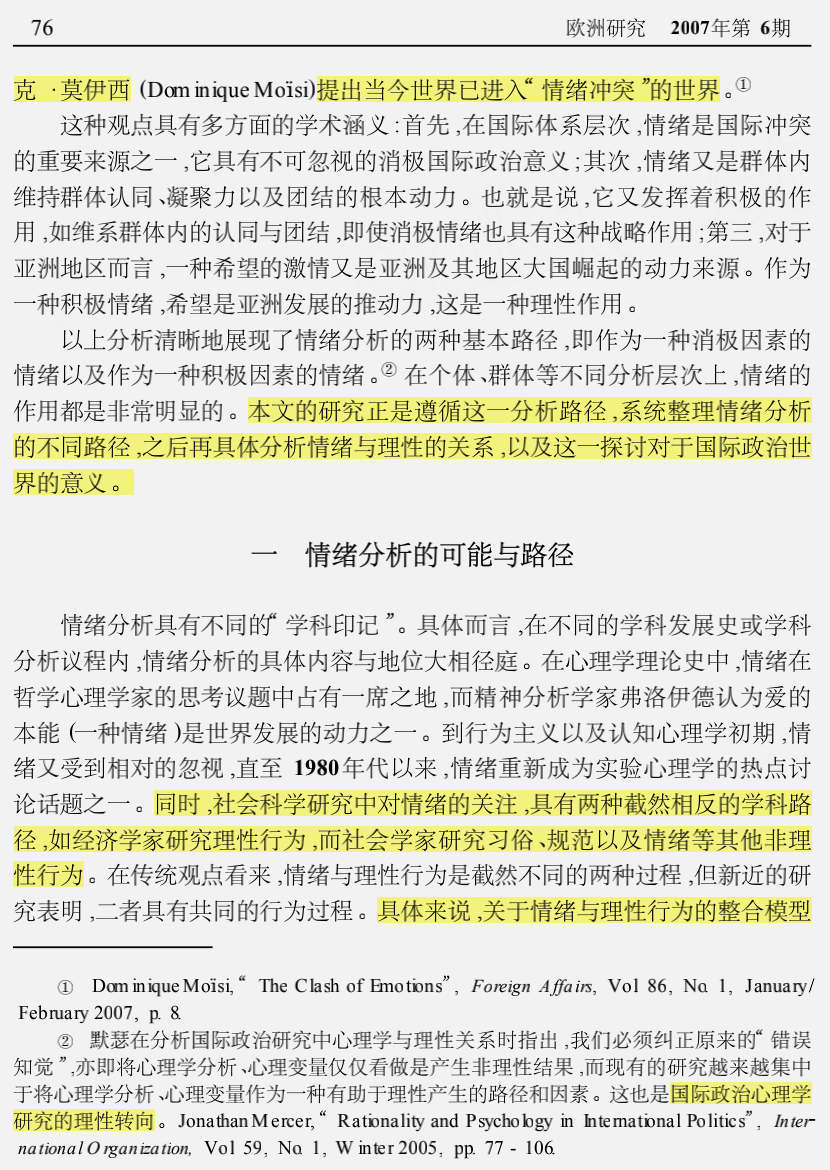 76 欧洲研究 2007年第 6期
克 ·莫伊西 (Dominique Moïsi)提出当今世界已进入“情绪冲突”的世界。①
这种观点具有多方面的学术涵义:首先,在国际体系层次,情绪是国际冲突
的重要来源之一,它具有不可忽视的消极国际政治意义;其次,情绪又是群体内
维持群体认同、凝聚力以及团结的根本动力。也就是说,它又发挥着积极的作
用,如维系群体内的认同与团结,即使消极情绪也具有这种战略作用;第三,对于
亚洲地区而言,一种希望的激情又是亚洲及其地区大国崛起的动力来源。作为
一种积极情绪,希望是亚洲发展的推动力,这是一种理性作用。
以上分析清晰地展现了情绪分析的两种基本路径,即作为一种消极因素的
情绪以及作为一种积极因素的情绪。② 在个体、群体等不同分析层次上,情绪的
作用都是非常明显的。本文的研究正是遵循这一分析路径,系统整理情绪分析
的不同路径,之后再具体分析情绪与理性的关系,以及这一探讨对于国际政治世
界的意义。
一 情绪分析的可能与路径
情绪分析具有不同的“学科印记”。具体而言,在不同的学科发展史或学科
分析议程内,情绪分析的具体内容与地位大相径庭。在心理学理论史中,情绪在
哲学心理学家的思考议题中占有一席之地,而精神分析学家弗洛伊德认为爱的
本能 (一种情绪)是世界发展的动力之一。到行为主义以及认知心理学初期,情
绪又受到相对的忽视,直至 1980年代以来,情绪重新成为实验心理学的热点讨
论话题之一。同时,社会科学研究中对情绪的关注,具有两种截然相反的学科路
径,如经济学家研究理性行为,而社会学家研究习俗、规范以及情绪等其他非理
性行为。在传统观点看来,情绪与理性行为是截然不同的两种过程,但新近的研
究表明,二者具有共同的行为过程。具体来说,关于情绪与理性行为的整合模型
① Dominique Moïsi, “The Clash of Emotions”, Foreign Affairs, Vol 86, No. 1, January/
February 2007, p. 8.
② 默瑟在分析国际政治研究中心理学与理性关系时指出,我们必须纠正原来的“错误
知觉”,亦即将心理学分析、心理变量仅仅看做是产生非理性结果,而现有的研究越来越集中
于将心理学分析、心理变量作为一种有助于理性产生的路径和因素。这也是国际政治心理学
研究的理性转向。Jonathan Mercer, “Rationality and Psychology in International Politics”, Inter-
national Organization, Vol 59, No. 1, Winter 2005, pp. 77 - 106.